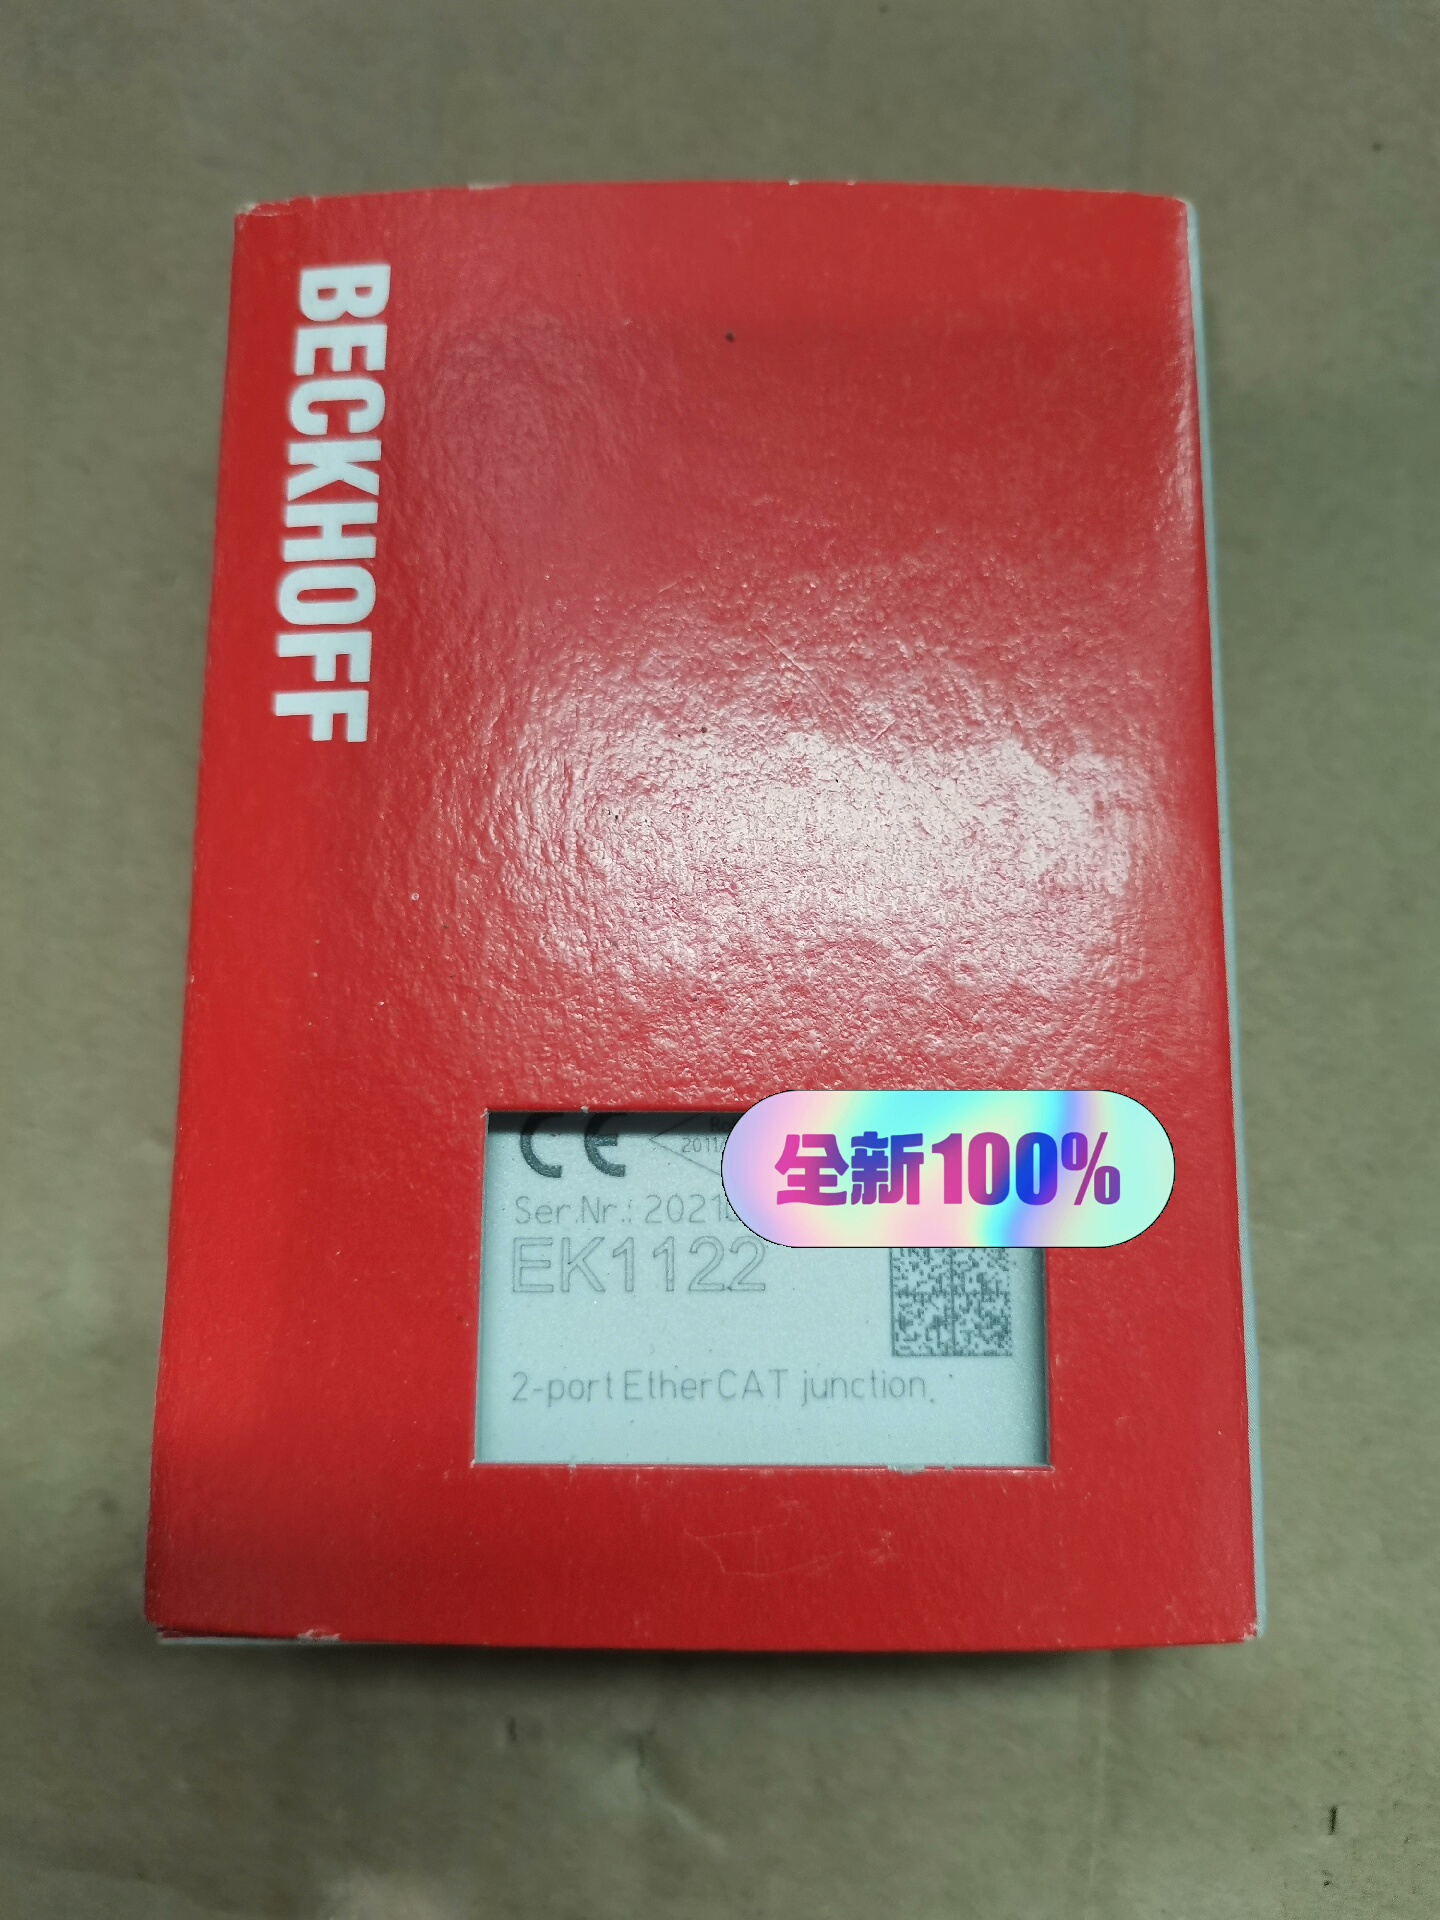 BECKHOFF
CE
全新100%
Ser.Nr.: 2021
EK1122
2-port EtherCAT junction